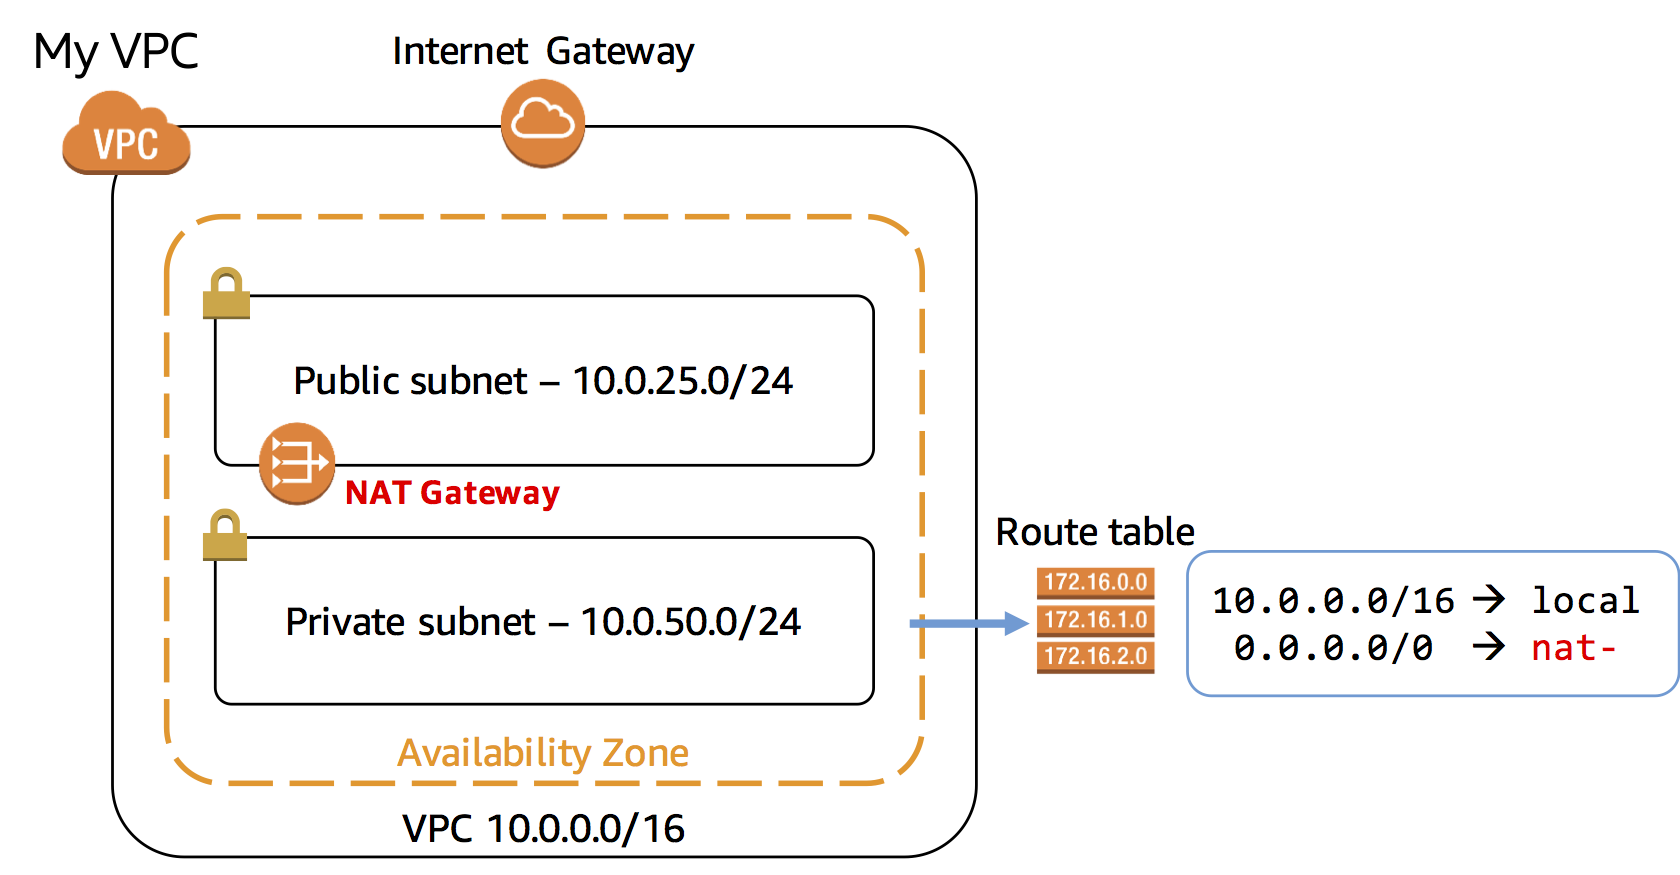 My VPC
Internet Gateway
VPC
Public subnet – 10.0.25.0/24
NAT Gateway
Private subnet – 10.0.50.0/24
Route table
172.16.0.0
172.16.1.0
172.16.2.0
10.0.0.0/16 → local
0.0.0.0/0 → nat-
Availability Zone
VPC 10.0.0.0/16